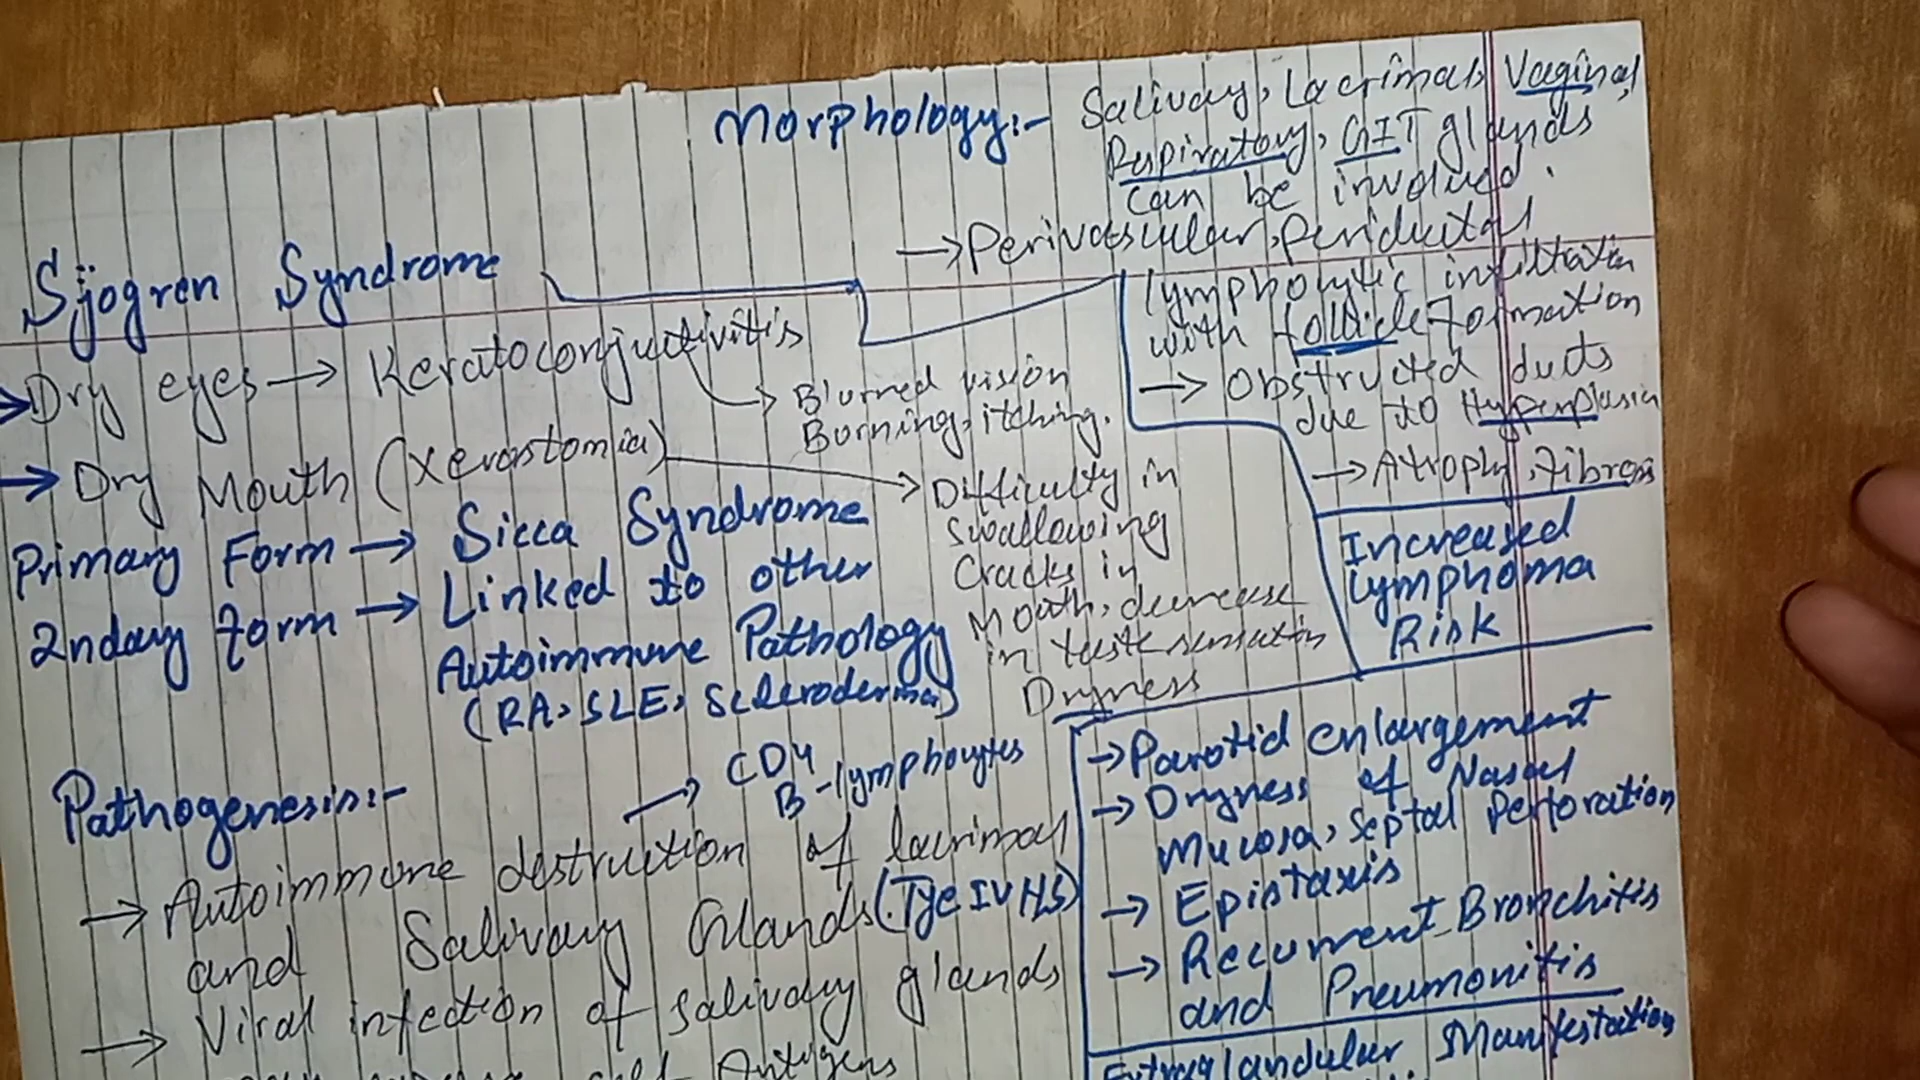 Sjogren Syndrome
→ Dry eyes → Keratoconjuctivitis
→ Blurred vision
Burning, itching.
→ Dry Mouth (Xerostomia)
→ Difficulty in
Swallowing
Cracks in
Mouth, decrease
in taste sensation
Dryness
Primary Form → Sicca Syndrome
2ndary form → Linked to other
Autoimmune Pathology
(RA, SLE, Scleroderma)
Pathogenesis:-
→ CD4
B-lymphocytes
→ Autoimmune destruction of lacrimal
and Salivary Glands (Type IV HS)
→ Viral infection of salivary glands
self Antigens
Morphology:- Salivary, Lacrimal, Vaginal,
Respiratory, GIT glands
can be involved.
→ Perivascular, periductal
lymphocytic infiltration
with follicle formation
→ Obstructed ducts
due to Hyperplasia
→ Atrophy, fibrosis
Increased
lymphoma
Risk
→ Parotid enlargement
→ Dryness of Nasal
Mucosa, Septal Perforation
→ Epistaxis
→ Recurrent Bronchitis
and Pneumonitis
Extraglandular Manifestation